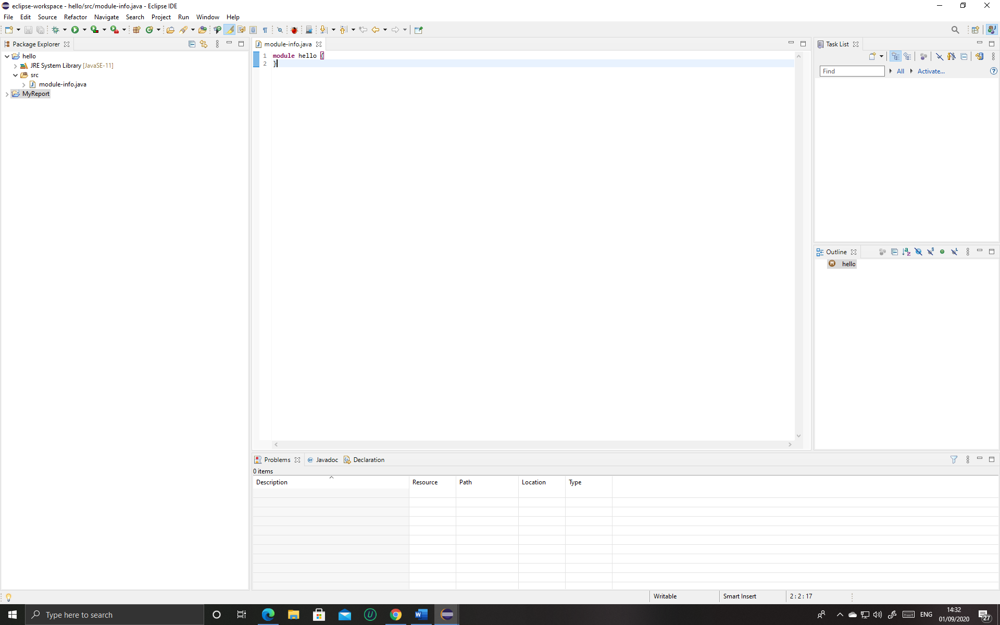 eclipse-workspace - hello/src/module-info.java - Eclipse IDE
File Edit Source Refactor Navigate Search Project Run Window Help
Package Explorer
hello
JRE System Library [JavaSE-11]
src
module-info.java
MyReport
module-info.java
1 module hello {
2 }
Task List
Find All Activate...
Outline
hello
Problems Javadoc Declaration
0 items
Description Resource Path Location Type
Writable Smart Insert 2 : 2 : 17
Type here to search
ENG
14:32
01/09/2020
27